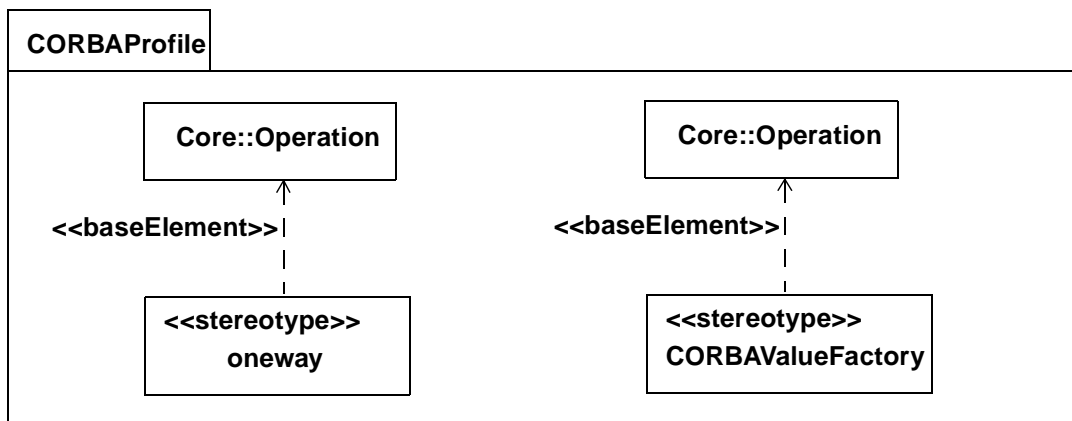 CORBAProfile
Core::Operation
Core::Operation
<<baseElement>>
<<baseElement>>
<<stereotype>>
oneway
<<stereotype>>
CORBAValueFactory